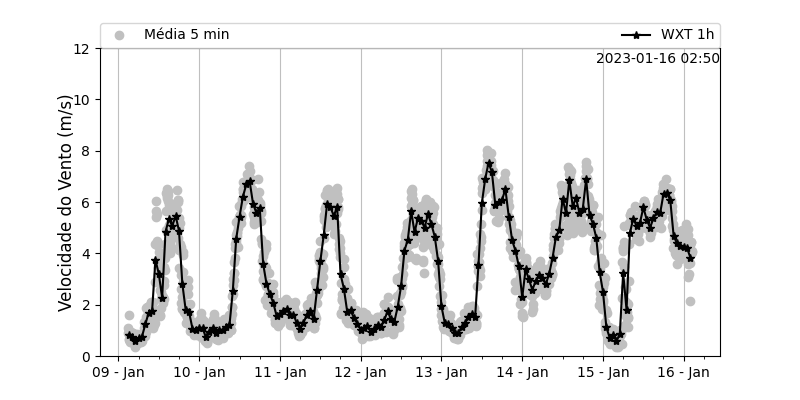 Média 5 min WXT 1h
2023-01-16 02:50
Velocidade do Vento (m/s)
12
10
8
6
4
2
0
09 - Jan 10 - Jan 11 - Jan 12 - Jan 13 - Jan 14 - Jan 15 - Jan 16 - Jan